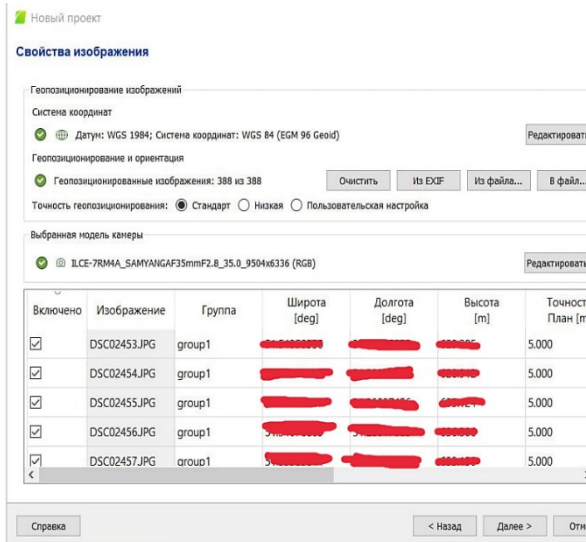 Новый проект
Свойства изображения
Геопозиционирование изображений
Система координат
Датум: WGS 1984; Система координат: WGS 84 (EGM 96 Geoid)
Редактироват
Геопозиционирование и ориентация
Геопозиционированные изображения: 388 из 388
Очистить
Из EXIF
Из файла...
В файл...
Точность геопозиционирования: Стандарт Низкая Пользовательская настройка
Выбранная модель камеры
ILCE-7RM4A_SAMYANGAF35mmF2.8_35.0_9504x6336 (RGB)
Редактироват
Включено Изображение Группа Широта [deg] Долгота [deg] Высота [m] Точност План [m
DSC02453.JPG group1 5.000
DSC02454.JPG group1 5.000
DSC02455.JPG group1 5.000
DSC02456.JPG group1 5.000
DSC02457.JPG group1 5.000
Справка
< Назад
Далее >
Отн